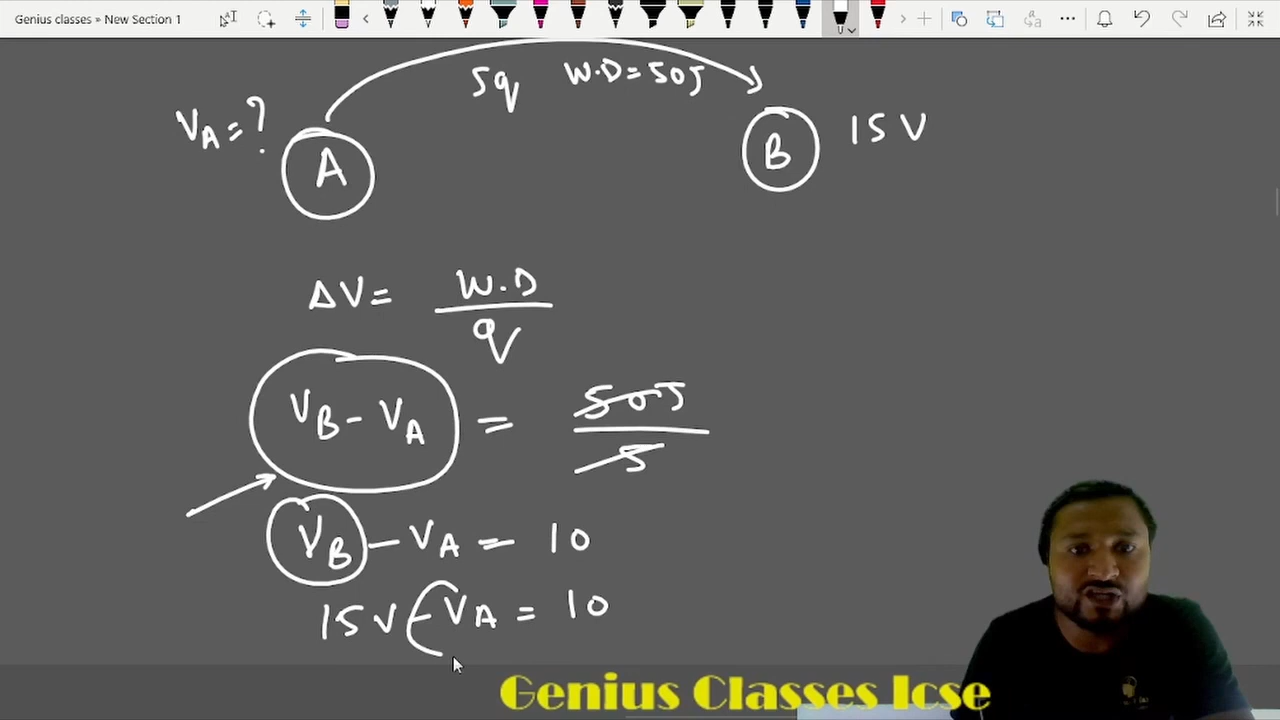 Genius classes » New Section 1
5q W.D=50J
VA=?
A
B
15 V
ΔV= W.D
q
VB - VA = 50J
5
VB - VA = 10
15V - VA = 10
Genius Classes Icse